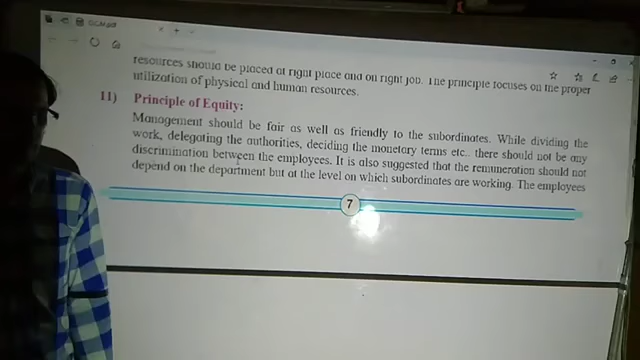 OCM.pdf
resources should be placed at right place and on right job. The principle focuses on the proper
utilization of physical and human resources.
11) Principle of Equity:
Management should be fair as well as friendly to the subordinates. While dividing the
work, delegating the authorities, deciding the monetary terms etc.. there should not be any
discrimination between the employees. It is also suggested that the remuneration should not
depend on the department but at the level on which subordinates are working. The employees
7